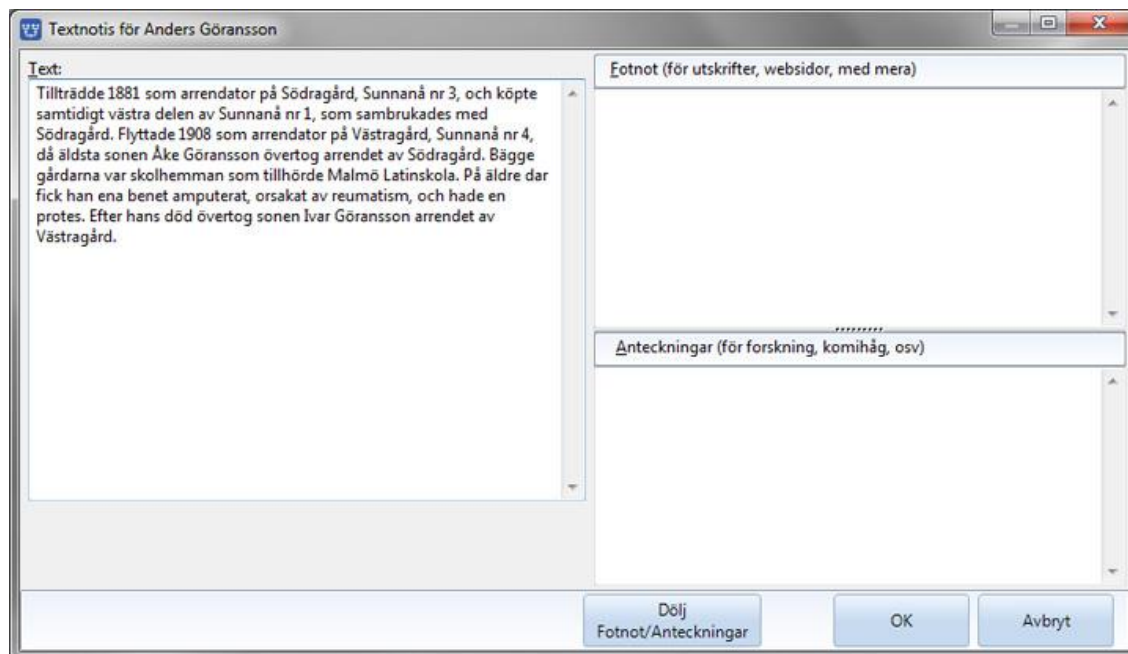 Textnotis för Anders Göransson
Text:
Tillträdde 1881 som arrendator på Södragård, Sunnanå nr 3, och köpte
samtidigt västra delen av Sunnanå nr 1, som sambrukades med
Södragård. Flyttade 1908 som arrendator på Västragård, Sunnanå nr 4,
då äldsta sonen Åke Göransson övertog arrendet av Södragård. Bägge
gårdarna var skolhemman som tillhörde Malmö Latinskola. På äldre dar
fick han ena benet amputerat, orsakat av reumatism, och hade en
protes. Efter hans död övertog sonen Ivar Göransson arrendet av
Västragård.
Fotnot (för utskrifter, websidor, med mera)
Anteckningar (för forskning, komihåg, osv)
Dölj
Fotnot/Anteckningar
OK
Avbryt